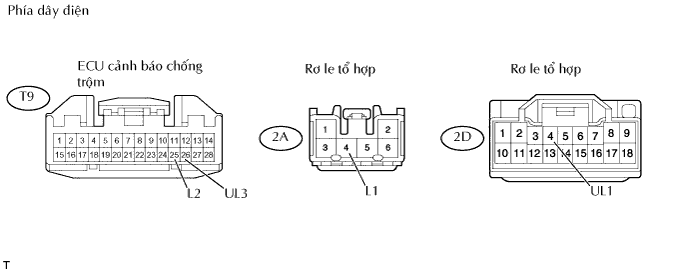 Phía dây điện
ECU cảnh báo chống
trộm
Rơ le tổ hợp
Rơ le tổ hợp
T9
2A
2D
1 2 3 4 5 6 7 8 9 10 11 12 13 14
15 16 17 18 19 20 21 22 23 24 25 26 27 28
1 2
3 4 5 6
1 2 3 4 5 6 7 8 9
10 11 12 13 14 15 16 17 18
L2
UL3
L1
UL1
T